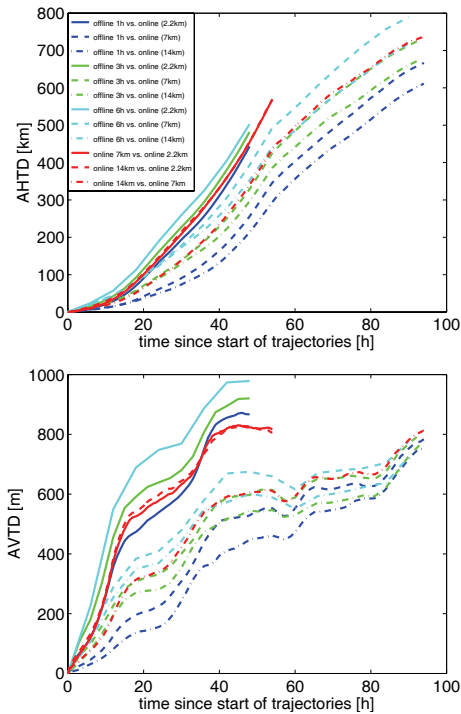 800
700
600
500
400
300
200
100
0
AHTD [km]
offline 1h vs. online (2.2km)
offline 1h vs online (7km)
offline 1h vs online (14km)
offline 3h vs online (2.2km)
offline 3h vs online (7km)
offline 3h vs online (14km)
offline 6h vs online (2.2km)
offline 6h vs online (7km)
offline 6h vs online (14km)
online 7km vs online 2.2km
online 14km vs. online 2.2km
online 14km vs. online 7km
0 20 40 60 80 100
time since start of trajectories [h]
1000
800
600
400
200
0
AVTD [m]
0 20 40 60 80 100
time since start of trajectories [h]